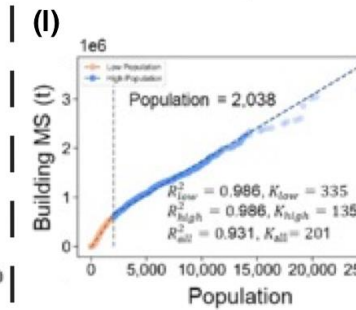 (l)
1e6
Low Population
High Population
Population = 2,038
Building MS (t)
3
2
1
0
R²low = 0.986, Klow = 335
R²high = 0.986, Khigh = 135
R²all = 0.931, Kall = 201
0 5,000 10,000 15,000 20,000
Population